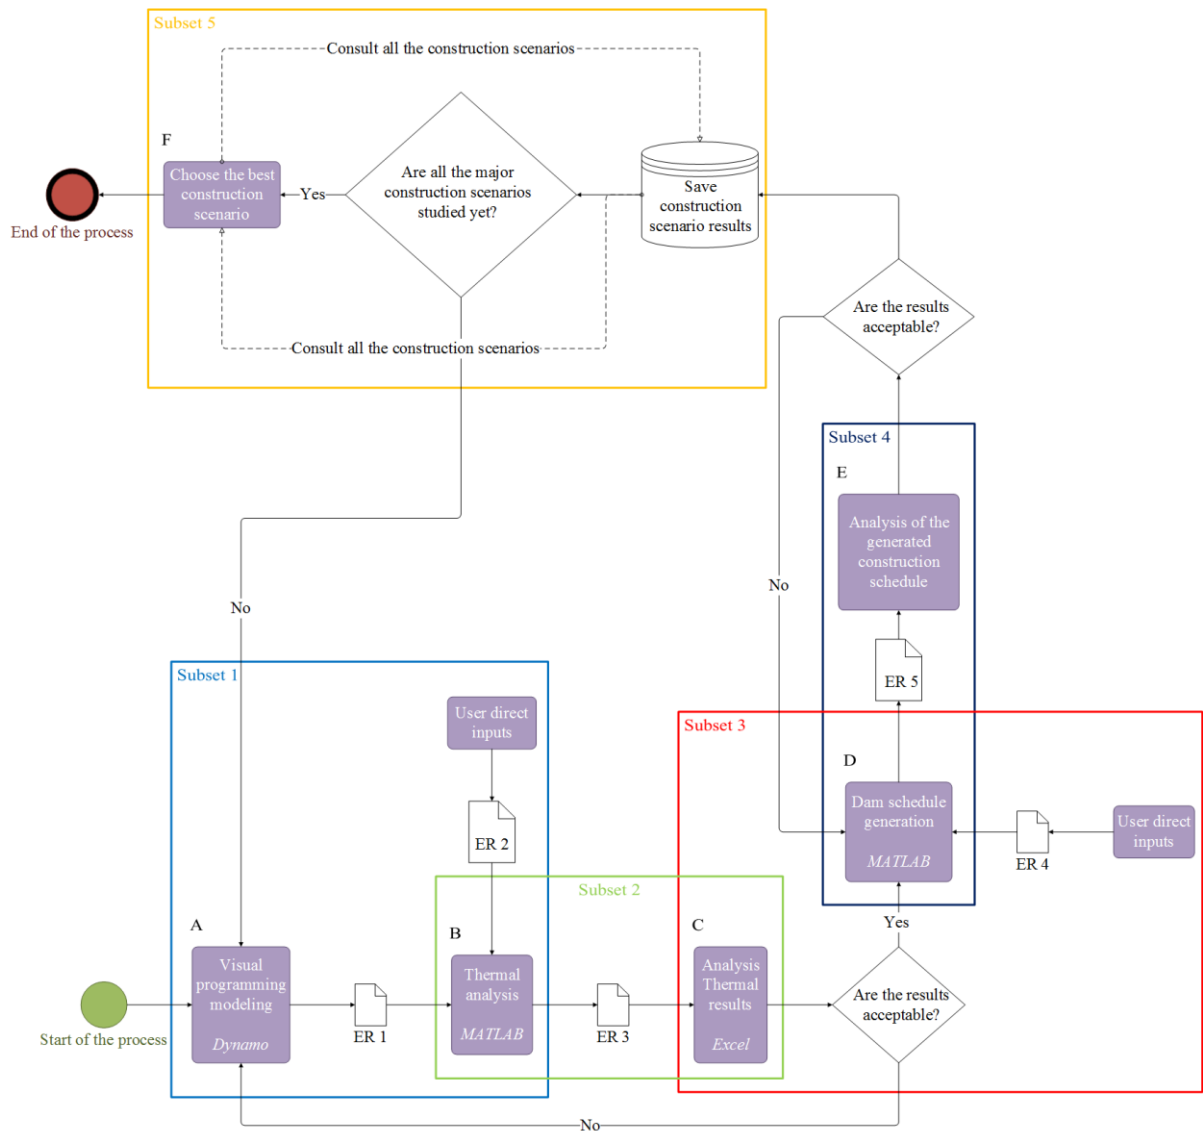 Subset 5
Consult all the construction scenarios
F
Choose the best
construction
scenario
Yes
Are all the major
construction scenarios
studied yet?
Save
construction
scenario results
End of the process
Consult all the construction scenarios
Are the results
acceptable?
Subset 4
E
Analysis of the
generated
construction
schedule
No
No
ER 5
Subset 1
User direct
inputs
ER 2
Subset 3
D
Dam schedule
generation
MATLAB
ER 4
User direct
inputs
Subset 2
Yes
A
Visual
programming
modeling
Dynamo
ER 1
B
Thermal
analysis
MATLAB
ER 3
C
Analysis
Thermal
results
Excel
Are the results
acceptable?
Start of the process
No